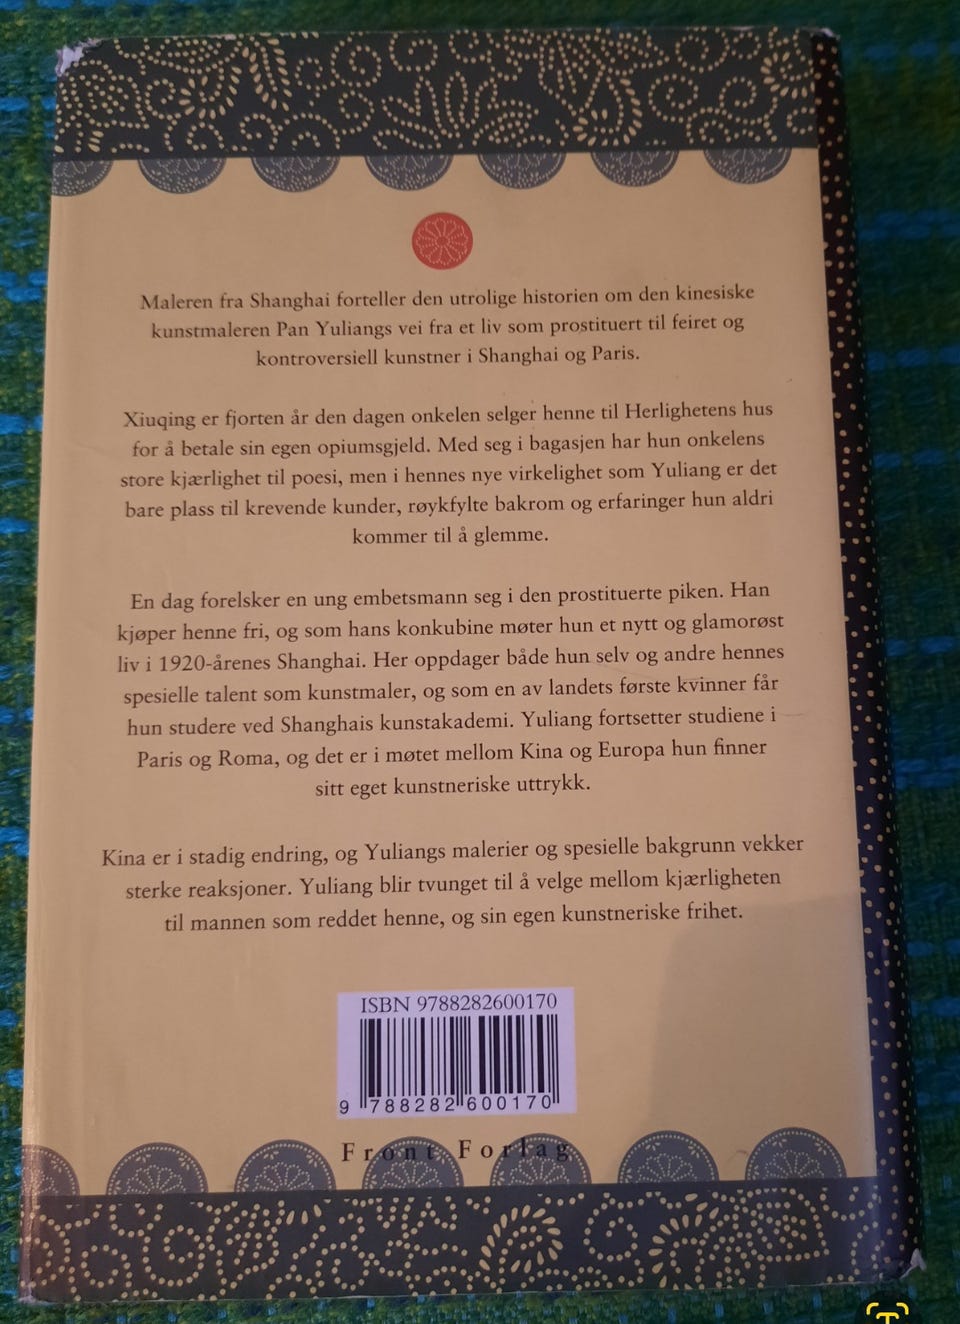 Maleren fra Shanghai forteller den utrolige historien om den kinesiske
kunstmaleren Pan Yuliangs vei fra et liv som prostituert til feiret og
kontroversiell kunstner i Shanghai og Paris.
Xiuqing er fjorten år den dagen onkelen selger henne til Herlighetens hus
for å betale sin egen opiumsgjeld. Med seg i bagasjen har hun onkelens
store kjærlighet til poesi, men i hennes nye virkelighet som Yuliang er det
bare plass til krevende kunder, røykfylte bakrom og erfaringer hun aldri
kommer til å glemme.
En dag forelsker en ung embetsmann seg i den prostituerte piken. Han
kjøper henne fri, og som hans konkubine møter hun et nytt og glamorøst
liv i 1920-årenes Shanghai. Her oppdager både hun selv og andre hennes
spesielle talent som kunstmaler, og som en av landets første kvinner får
hun studere ved Shanghais kunstakademi. Yuliang fortsetter studiene i
Paris og Roma, og det er i møtet mellom Kina og Europa hun finner
sitt eget kunstneriske uttrykk.
Kina er i stadig endring, og Yuliangs malerier og spesielle bakgrunn vekker
sterke reaksjoner. Yuliang blir tvunget til å velge mellom kjærligheten
til mannen som reddet henne, og sin egen kunstneriske frihet.
ISBN 9788282600170
9 788282 600170
Front Forlag